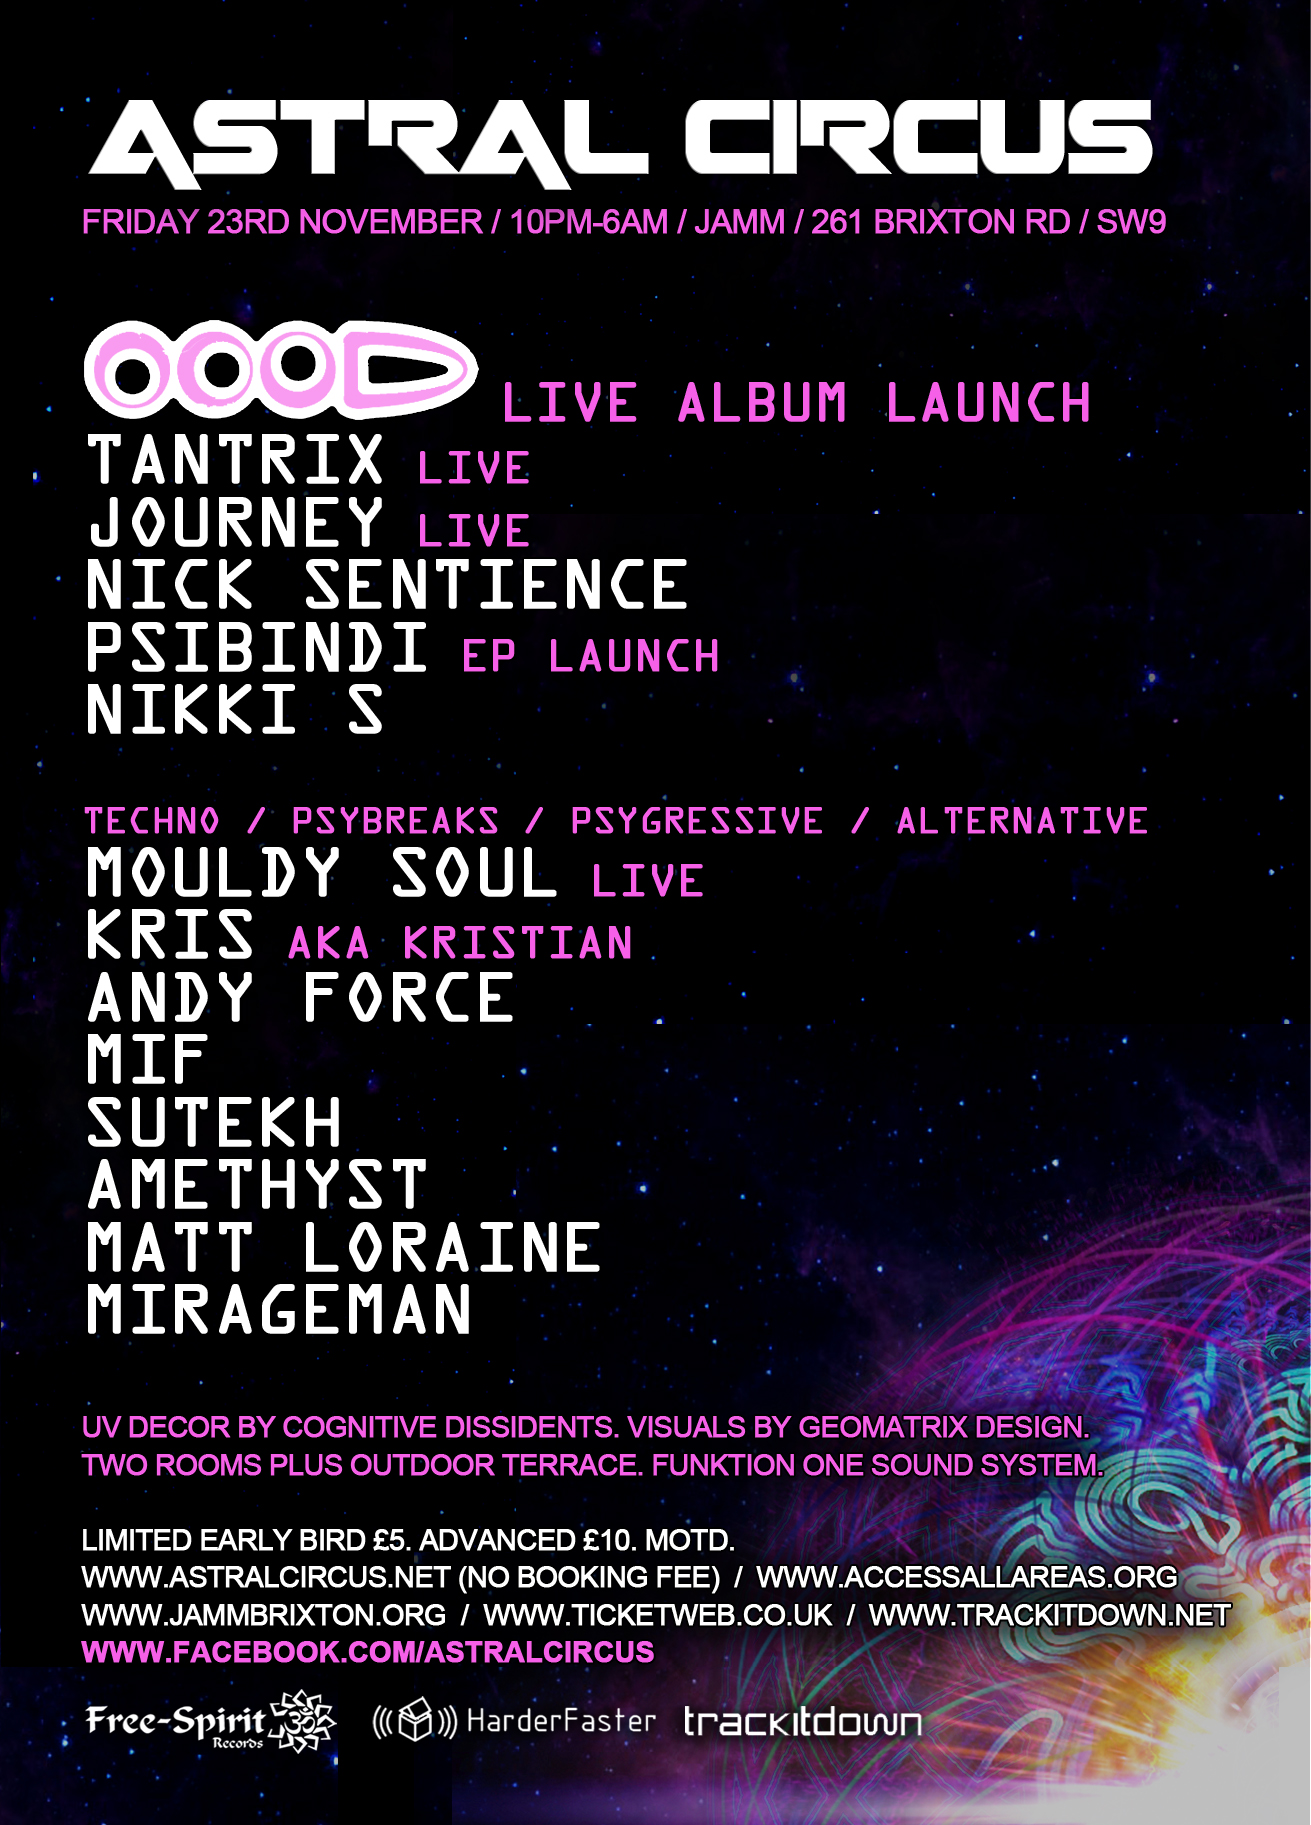 ASTRAL CIRCUS
FRIDAY 23RD NOVEMBER / 10PM-6AM / JAMM / 261 BRIXTON RD / SW9
OOOD LIVE ALBUM LAUNCH
TANTRIX LIVE
JOURNEY LIVE
NICK SENTIENCE
PSIBINDI EP LAUNCH
NIKKI S
TECHNO / PSYBREAKS / PSYGRESSIVE / ALTERNATIVE
MOULDY SOUL LIVE
KRIS AKA KRISTIAN
ANDY FORCE
MIF
SUTEKH
AMETHYST
MATT LORAINE
MIRAGEMAN
UV DECOR BY COGNITIVE DISSIDENTS. VISUALS BY GEOMATRIX DESIGN.
TWO ROOMS PLUS OUTDOOR TERRACE. FUNKTION ONE SOUND SYSTEM.
LIMITED EARLY BIRD £5. ADVANCED £10. MOTD.
WWW.ASTRALCIRCUS.NET (NO BOOKING FEE) / WWW.ACCESSALLAREAS.ORG
WWW.JAMMBRIXTON.ORG / WWW.TICKETWEB.CO.UK / WWW.TRACKITDOWN.NET
WWW.FACEBOOK.COM/ASTRALCIRCUS
Free-Spirit Records ॐ HarderFaster trackitdown